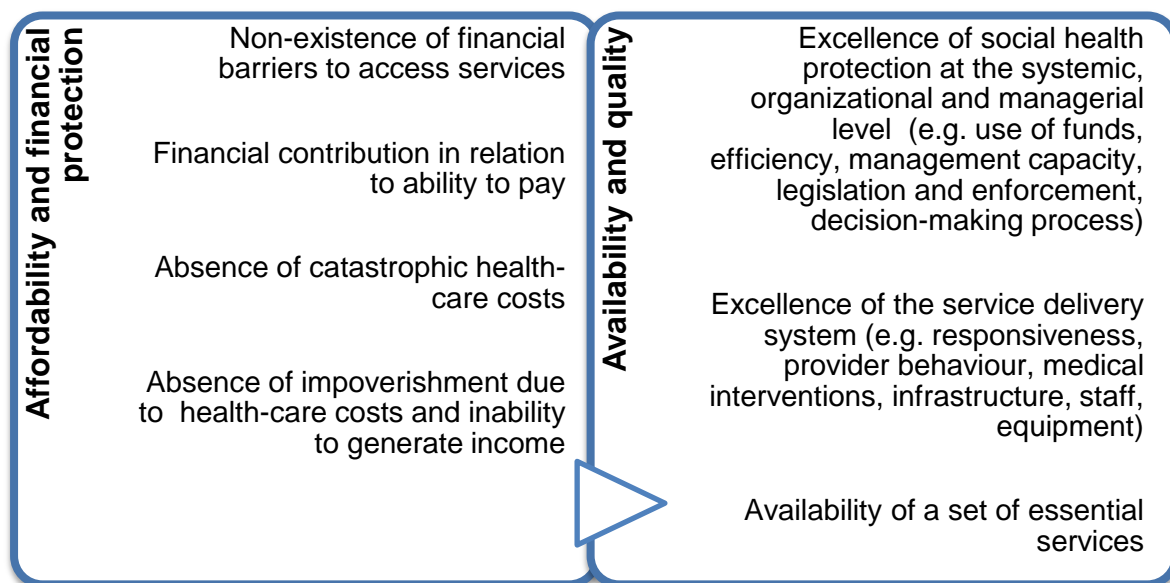 Affordability and financial
protection
Non-existence of financial
barriers to access services
Financial contribution in relation
to ability to pay
Absence of catastrophic health-
care costs
Absence of impoverishment due
to health-care costs and inability
to generate income
Availability and quality
Excellence of social health
protection at the systemic,
organizational and managerial
level (e.g. use of funds,
efficiency, management capacity,
legislation and enforcement,
decision-making process)
Excellence of the service delivery
system (e.g. responsiveness,
provider behaviour, medical
interventions, infrastructure, staff,
equipment)
Availability of a set of essential
services